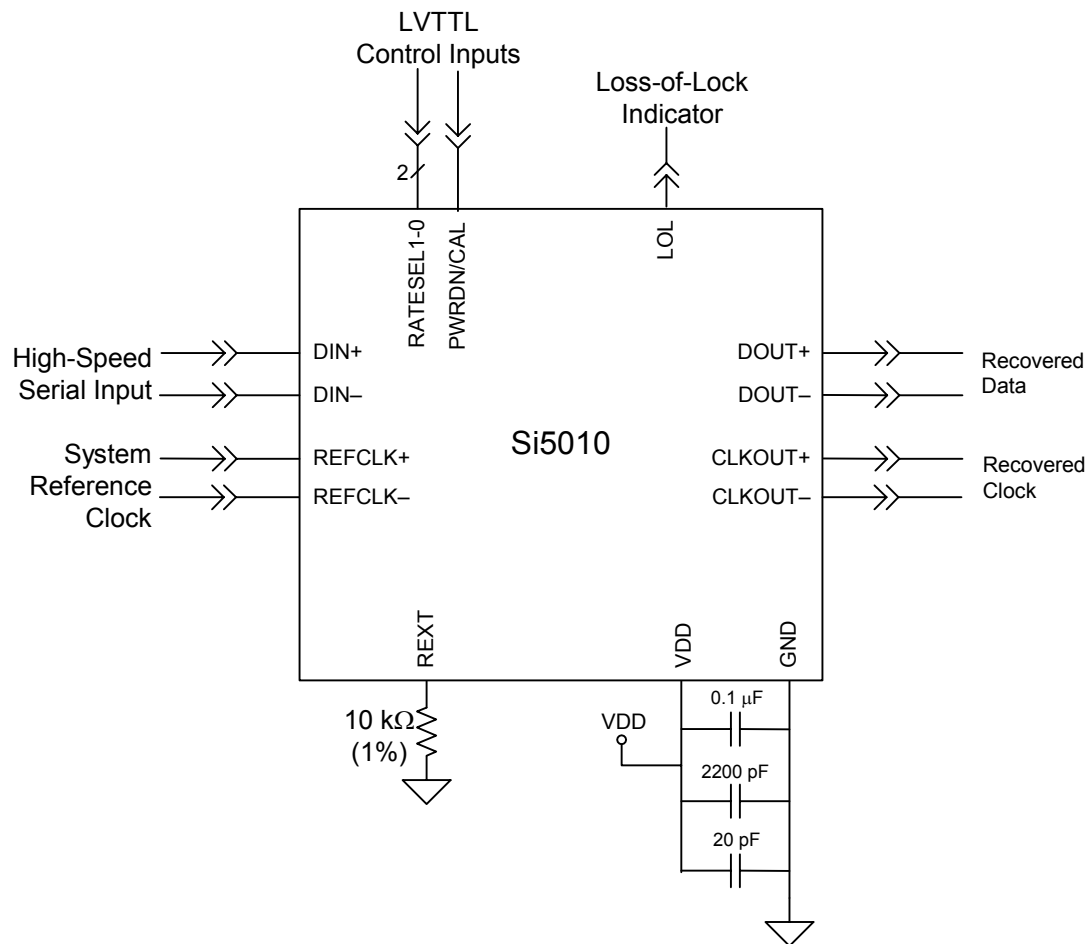 LVTTL
Control Inputs
Loss-of-Lock
Indicator
2
RATESEL1-0
PWRDN/CAL
LOL
High-Speed
Serial Input
DIN+
DIN–
System
Reference
Clock
REFCLK+
REFCLK–
Si5010
DOUT+
DOUT–
Recovered
Data
CLKOUT+
CLKOUT–
Recovered
Clock
REXT
VDD
GND
10 kΩ
(1%)
VDD
0.1 μF
2200 pF
20 pF